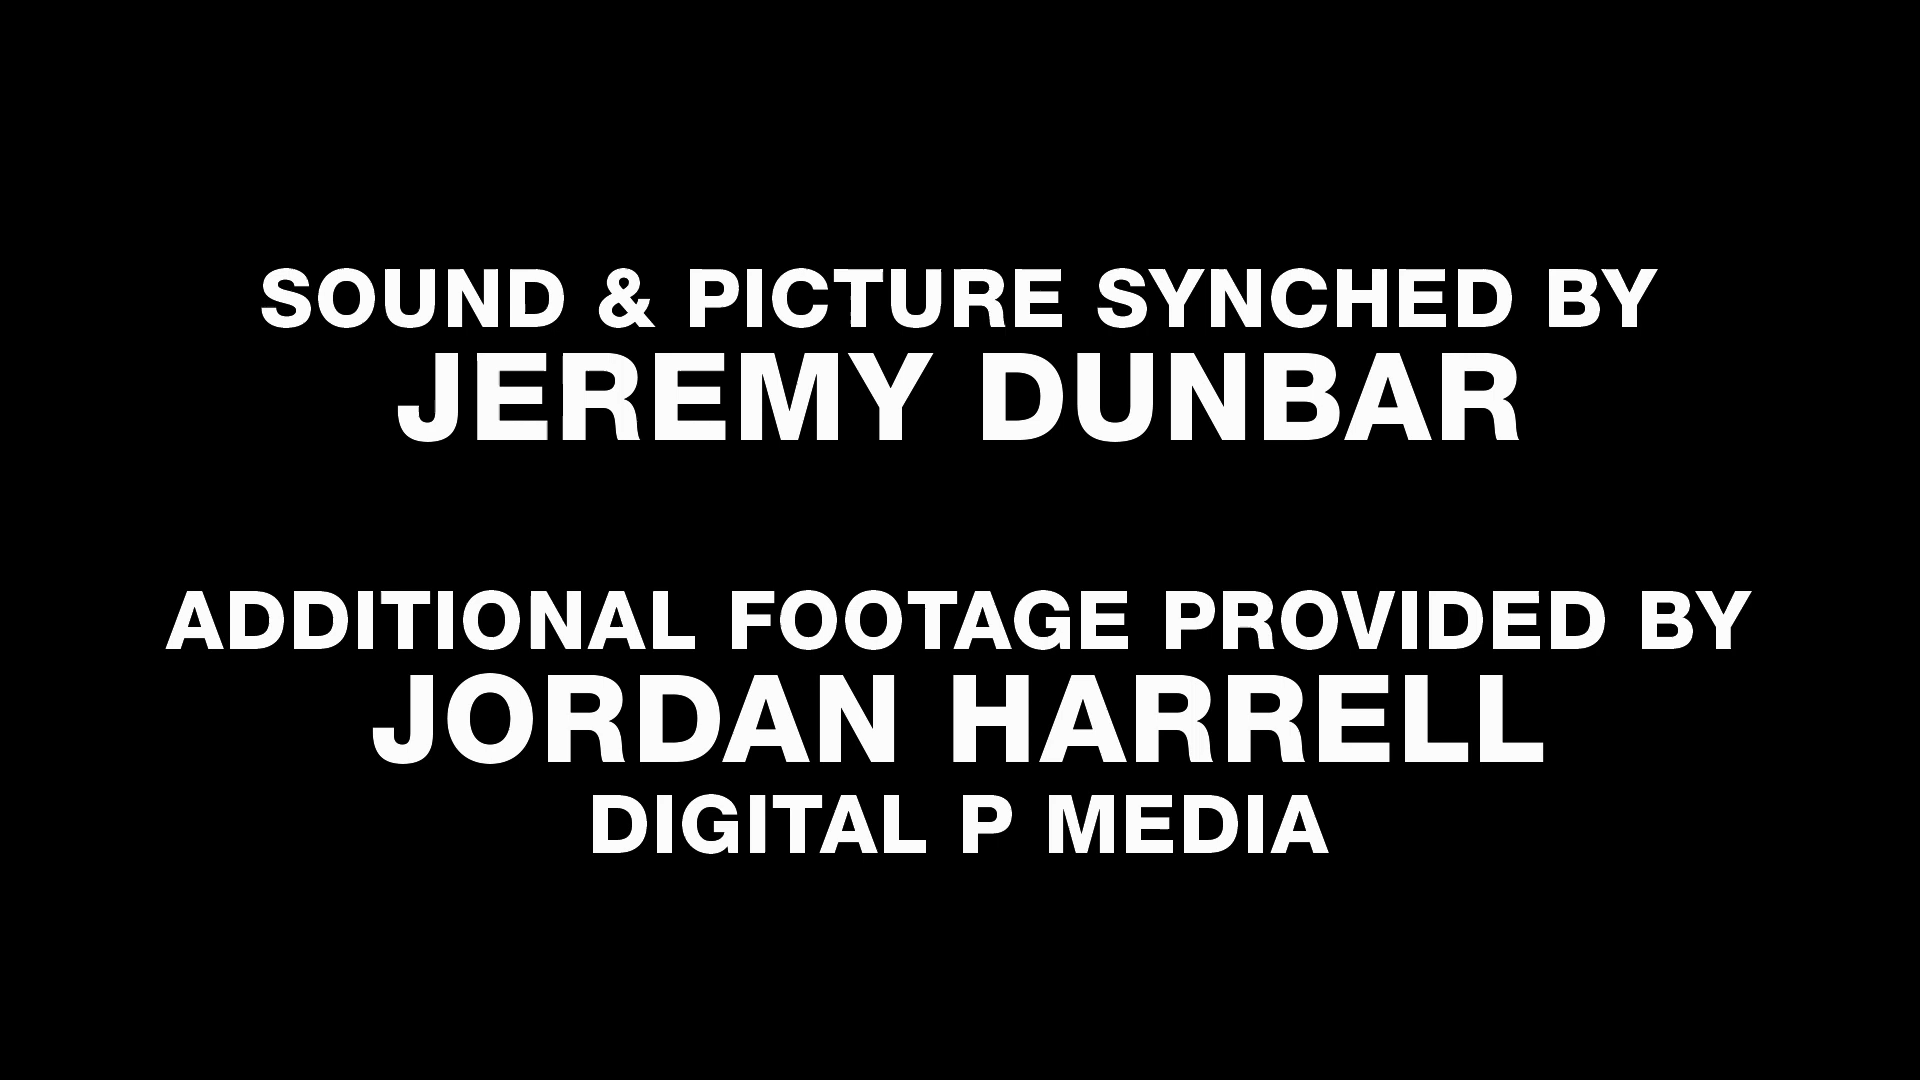 SOUND & PICTURE SYNCHED BY
JEREMY DUNBAR
ADDITIONAL FOOTAGE PROVIDED BY
JORDAN HARRELL
DIGITAL P MEDIA